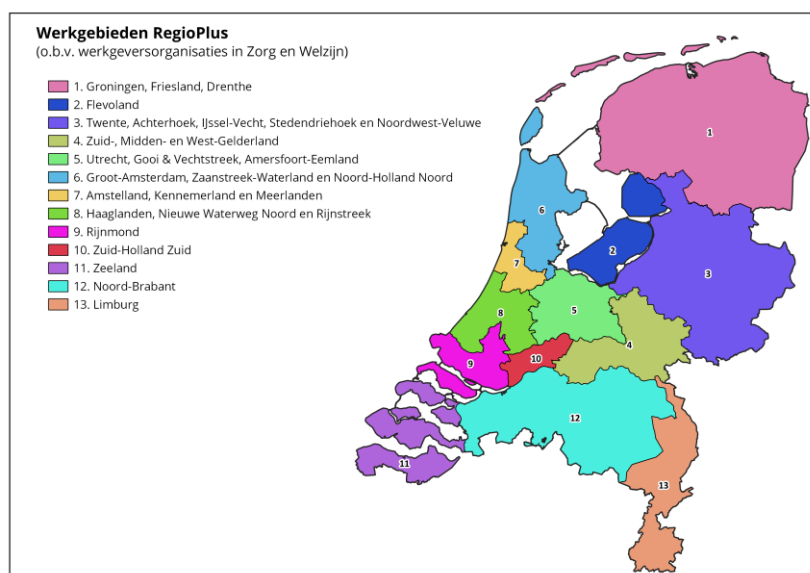 Werkgebieden RegioPlus
(o.b.v. werkgeversorganisaties in Zorg en Welzijn)
1. Groningen, Friesland, Drenthe
2. Flevoland
3. Twente, Achterhoek, IJssel-Vecht, Stedendriehoek en Noordwest-Veluwe
4. Zuid-, Midden- en West-Gelderland
5. Utrecht, Gooi & Vechtstreek, Amersfoort-Eemland
6. Groot-Amsterdam, Zaanstreek-Waterland en Noord-Holland Noord
7. Amstelland, Kennemerland en Meerlanden
8. Haaglanden, Nieuwe Waterweg Noord en Rijnstreek
9. Rijnmond
10. Zuid-Holland Zuid
11. Zeeland
12. Noord-Brabant
13. Limburg
1
6
2
7
3
5
8
4
10
9
12
11
13